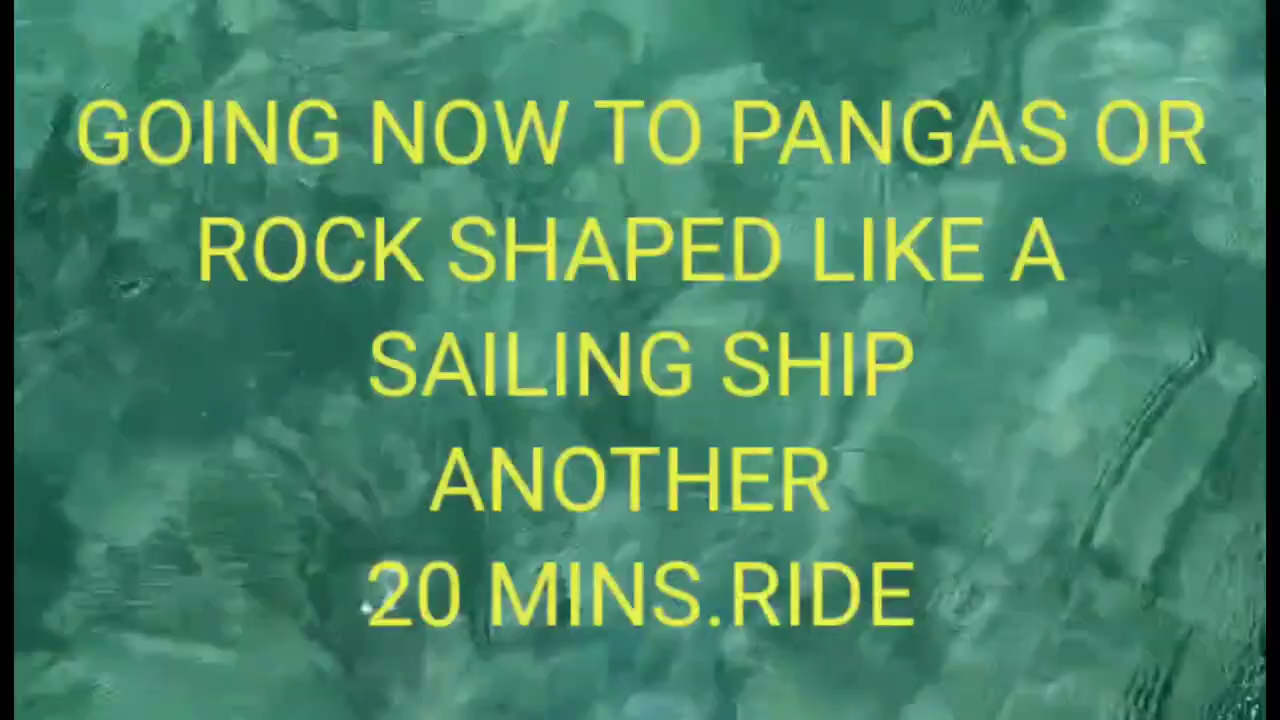 GOING NOW TO PANGAS OR
ROCK SHAPED LIKE A
SAILING SHIP
ANOTHER
20 MINS.RIDE